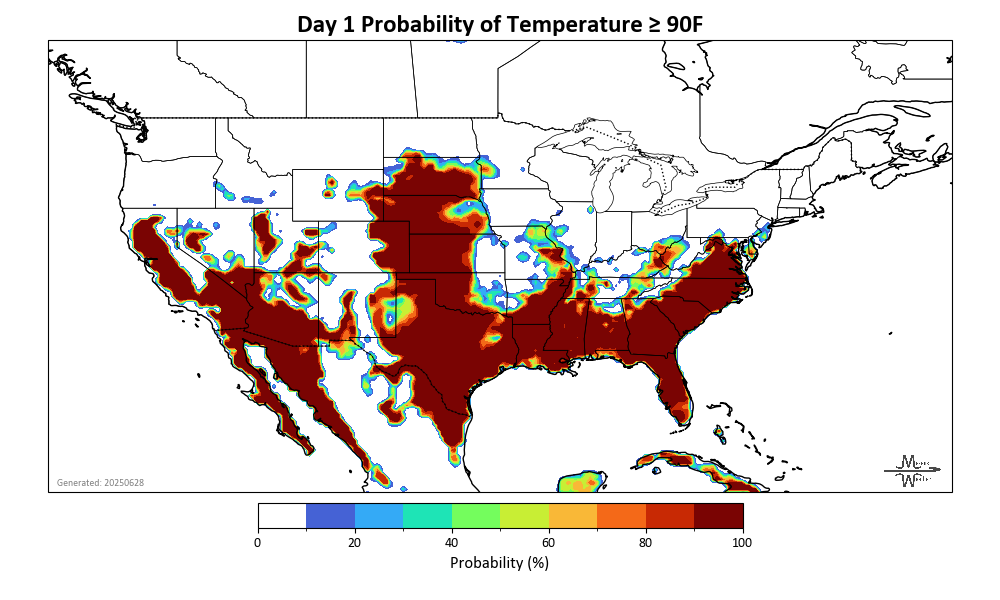 Day 1 Probability of Temperature ≥ 90F
Generated: 20250628
0 20 40 60 80 100
Probability (%)